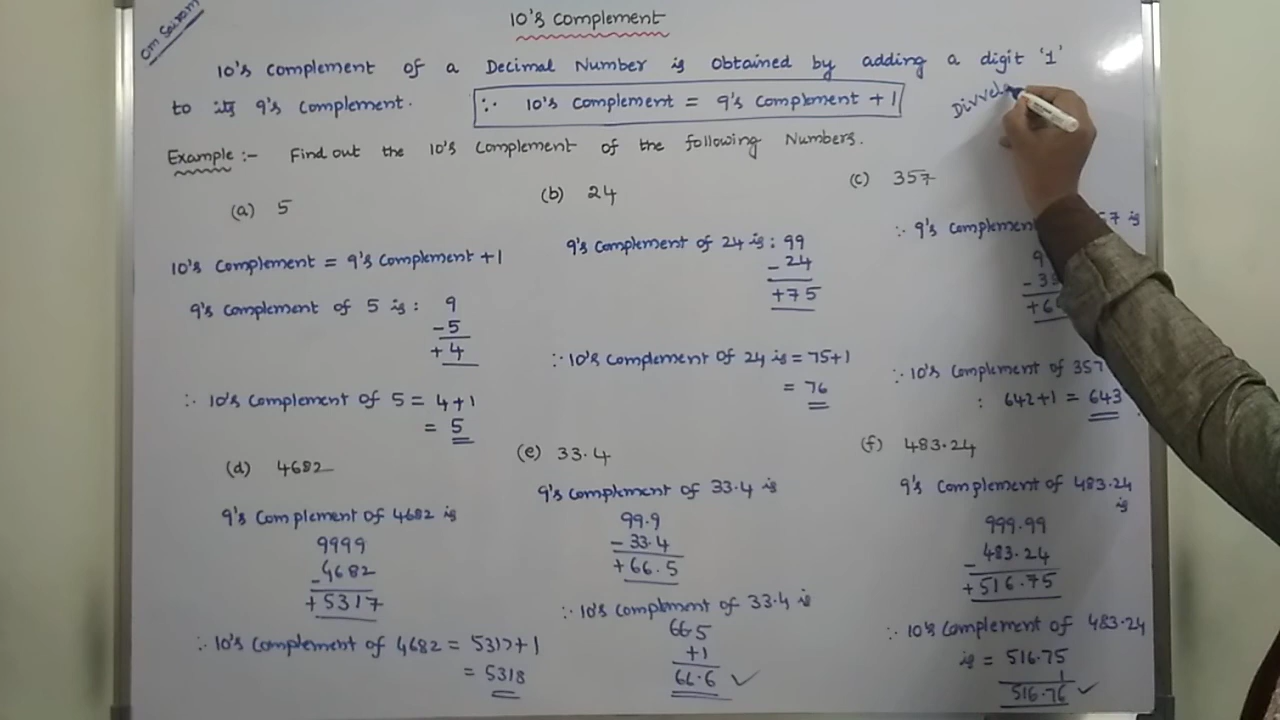 Om Sairam
10's Complement
10's Complement of a Decimal Number is Obtained by adding a digit '1'
to its 9's Complement. ∵ 10's Complement = 9's Complement + 1
Example :- Find out the 10's Complement of the following Numbers.
(a) 5
10's Complement = 9's Complement + 1
9's Complement of 5 is : 9
-5
+4
∴ 10's Complement of 5 = 4+1
= 5
(b) 24
9's Complement of 24 is : 99
- 24
+75
∴ 10's Complement of 24 is = 75+1
= 76
(c) 357
∴ 9's Complement 57 is
∴ 10's Complement of 357
: 642+1 = 643
(d) 4682
9's Complement of 4682 is
9999
-4682
+5317
∴ 10's Complement of 4682 = 5317+1
= 5318
(e) 33.4
9's Complement of 33.4 is
99.9
- 33.4
+66.5
∴ 10's Complement of 33.4 is
66.5
+1
66.6 ✓
(f) 483.24
9's Complement of 483.24
is
999.99
- 483.24
+516.75
∴ 10's Complement of 483.24
is = 516.75
1
516.76 ✓